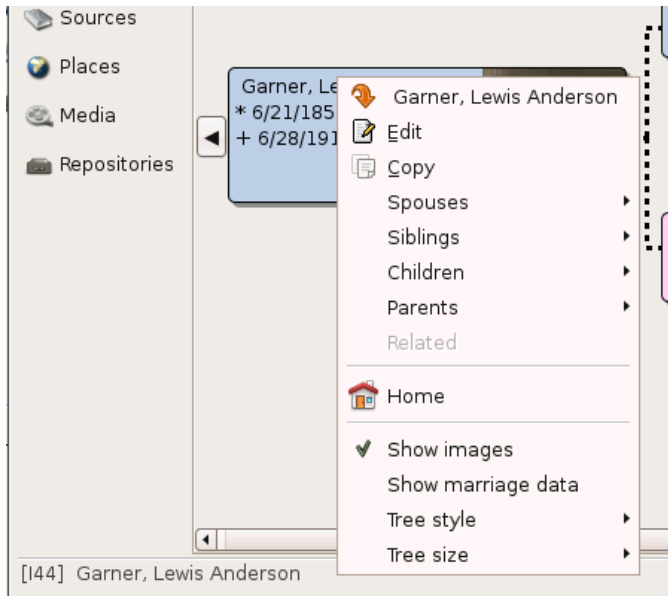 Sources
Places
Media
Repositories
Garner, Le
* 6/21/185
+ 6/28/191
Garner, Lewis Anderson
Edit
Copy
Spouses
Siblings
Children
Parents
Related
Home
Show images
Show marriage data
Tree style
Tree size
[I44] Garner, Lewis Anderson